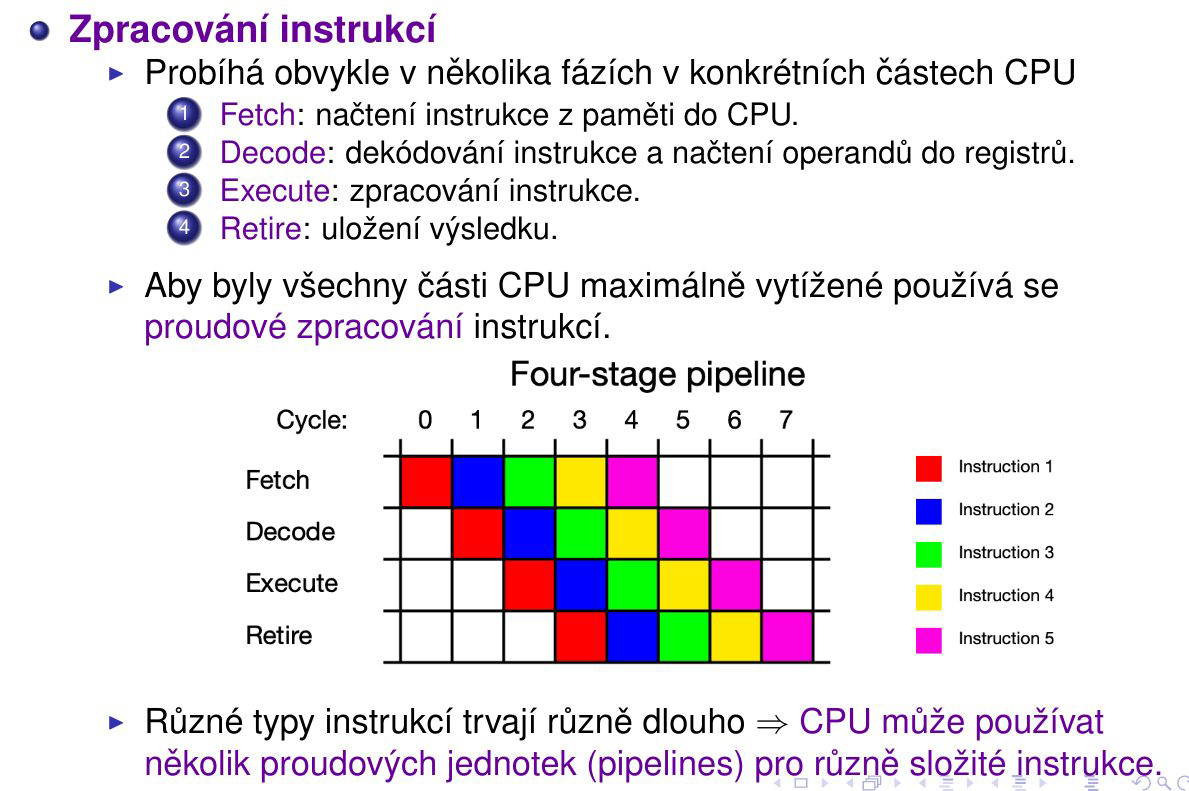 Zpracování instrukcí
Probíhá obvykle v několika fázích v konkrétních částech CPU
1 Fetch: načtení instrukce z paměti do CPU.
2 Decode: dekódování instrukce a načtení operandů do registrů.
3 Execute: zpracování instrukce.
4 Retire: uložení výsledku.
Aby byly všechny části CPU maximálně vytížené používá se
proudové zpracování instrukcí.
Four-stage pipeline
Cycle: 0 1 2 3 4 5 6 7
Fetch
Decode
Execute
Retire
Instruction 1
Instruction 2
Instruction 3
Instruction 4
Instruction 5
Různé typy instrukcí trvají různě dlouho ⇒ CPU může používat
několik proudových jednotek (pipelines) pro různě složité instrukce.